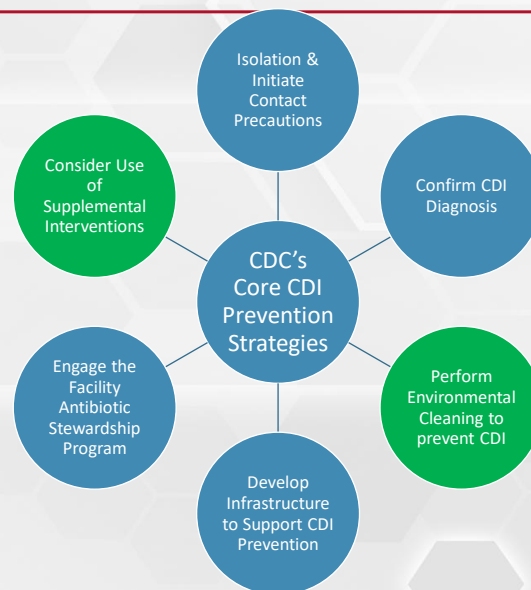 Isolation &
Initiate
Contact
Precautions
Consider Use
of
Supplemental
Interventions
Confirm CDI
Diagnosis
CDC's
Core CDI
Prevention
Strategies
Engage the
Facility
Antibiotic
Stewardship
Program
Perform
Environmental
Cleaning to
prevent CDI
Develop
Infrastructure
to Support CDI
Prevention